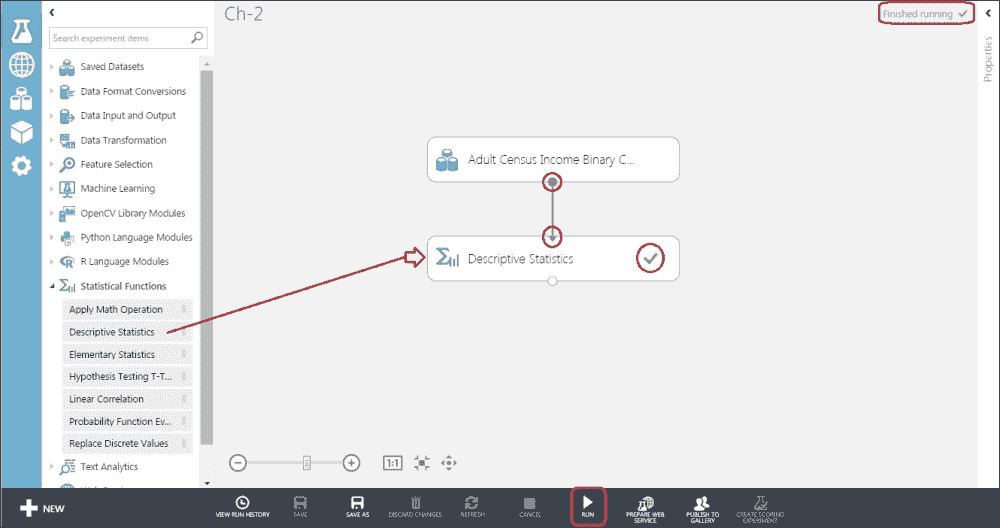 Ch-2
Finished running
Search experiment items
Properties
Saved Datasets
Data Format Conversions
Data Input and Output
Data Transformation
Feature Selection
Machine Learning
OpenCV Library Modules
Python Language Modules
R Language Modules
Statistical Functions
Apply Math Operation
Descriptive Statistics
Elementary Statistics
Hypothesis Testing T-T...
Linear Correlation
Probability Function Ev...
Replace Discrete Values
Text Analytics
Adult Census Income Binary C...
Descriptive Statistics
1:1
NEW
VIEW RUN HISTORY
SAVE
SAVE AS
DISCARD CHANGES
REFRESH
CANCEL
RUN
PREPARE WEB
SERVICE
PUBLISH TO
GALLERY
CREATE SCORING
EXPERIMENT